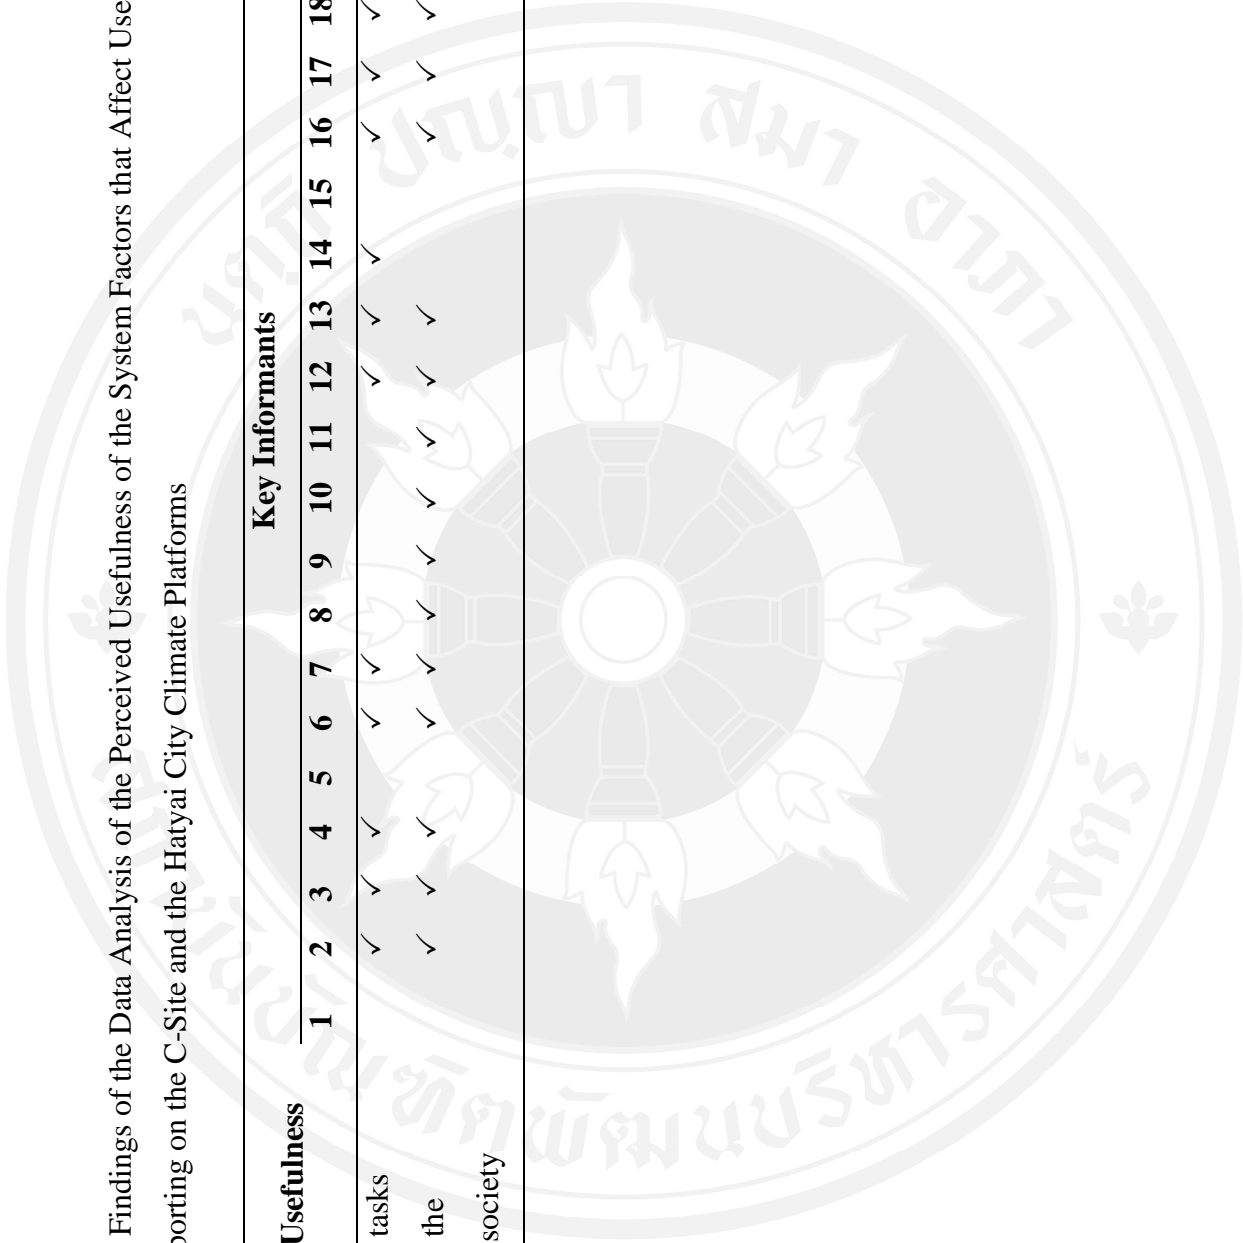 Findings of the Data Analysis of the Perceived Usefulness of the System Factors that Affect Use
porting on the C-Site and the Hatyai City Climate Platforms
Key Informants
Usefulness 1 2 3 4 5 6 7 8 9 10 11 12 13 14 15 16 17 18
tasks ✓ ✓ ✓ ✓ ✓ ✓ ✓ ✓ ✓ ✓ ✓
the ✓ ✓ ✓ ✓ ✓ ✓ ✓ ✓ ✓ ✓ ✓ ✓ ✓ ✓
society